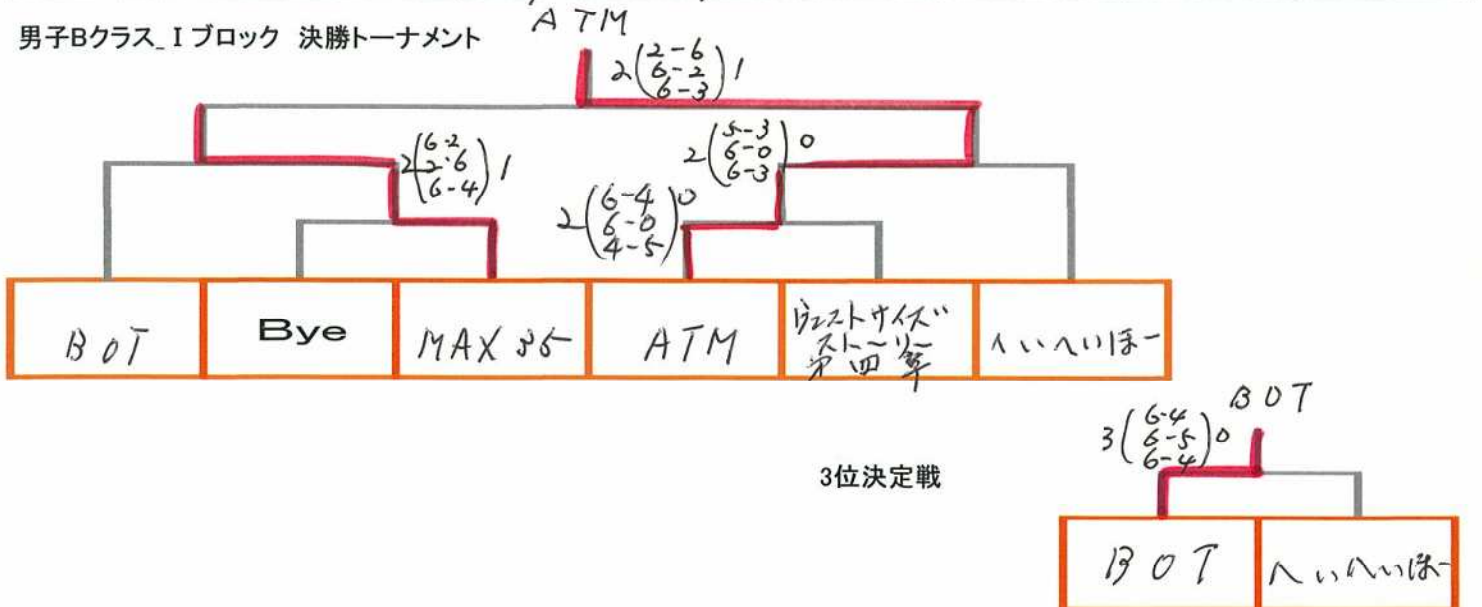 ATM
男子Bクラス_Ⅰブロック 決勝トーナメント
2(2-6 6-2 6-3)1
2(6-2 2-6 6-4)1
2(5-3 6-0 6-3)0
2(6-4 6-0 4-5)0
BOT
Bye
MAX 35
ATM
ウエストサイズ
ストーリー
第四章
へいへいほー
BOT
3(6-4 6-5 6-4)0
3位決定戦
BOT
へいへいほー